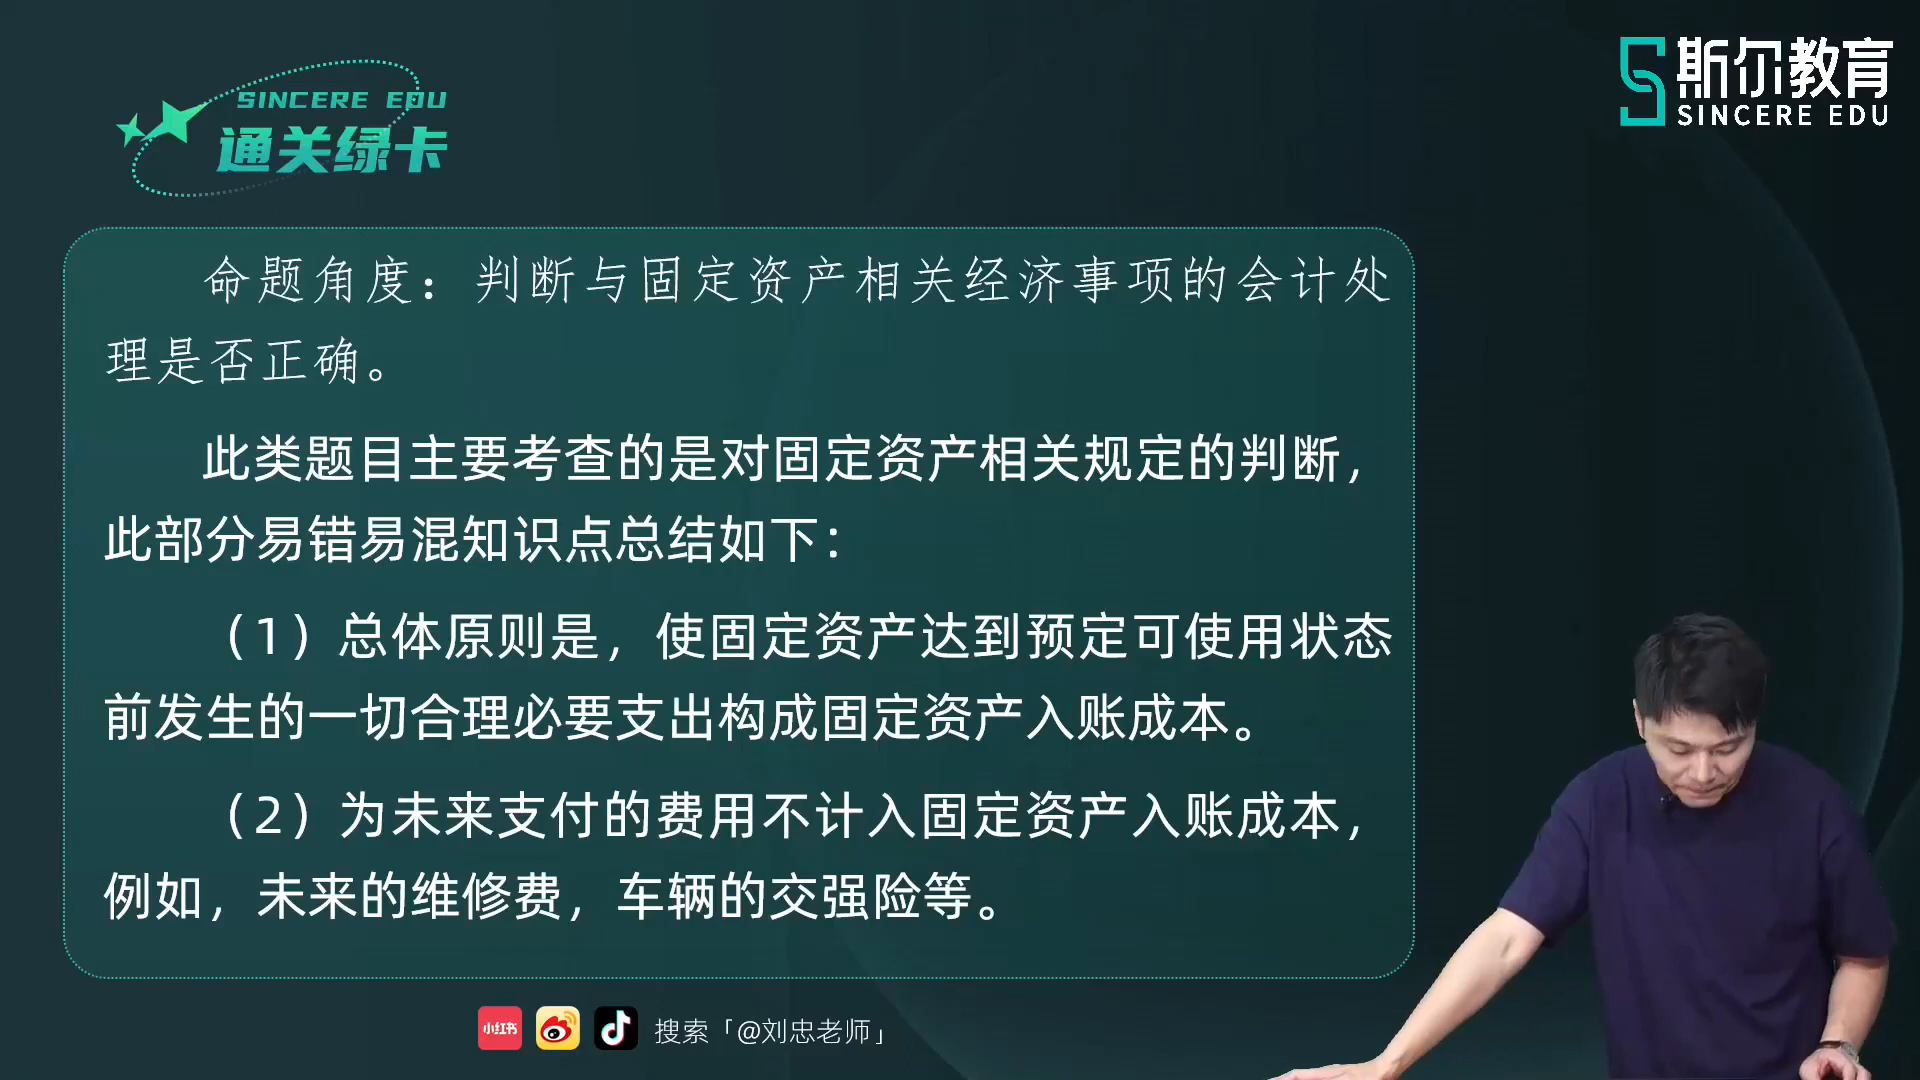 SINCERE EDU
通关绿卡
斯尔教育
SINCERE EDU
命题角度：判断与固定资产相关经济事项的会计处
理是否正确。
此类题目主要考查的是对固定资产相关规定的判断，
此部分易错易混知识点总结如下：
（1）总体原则是，使固定资产达到预定可使用状态
前发生的一切合理必要支出构成固定资产入账成本。
（2）为未来支付的费用不计入固定资产入账成本，
例如，未来的维修费，车辆的交强险等。
小红书
搜索「@刘忠老师」